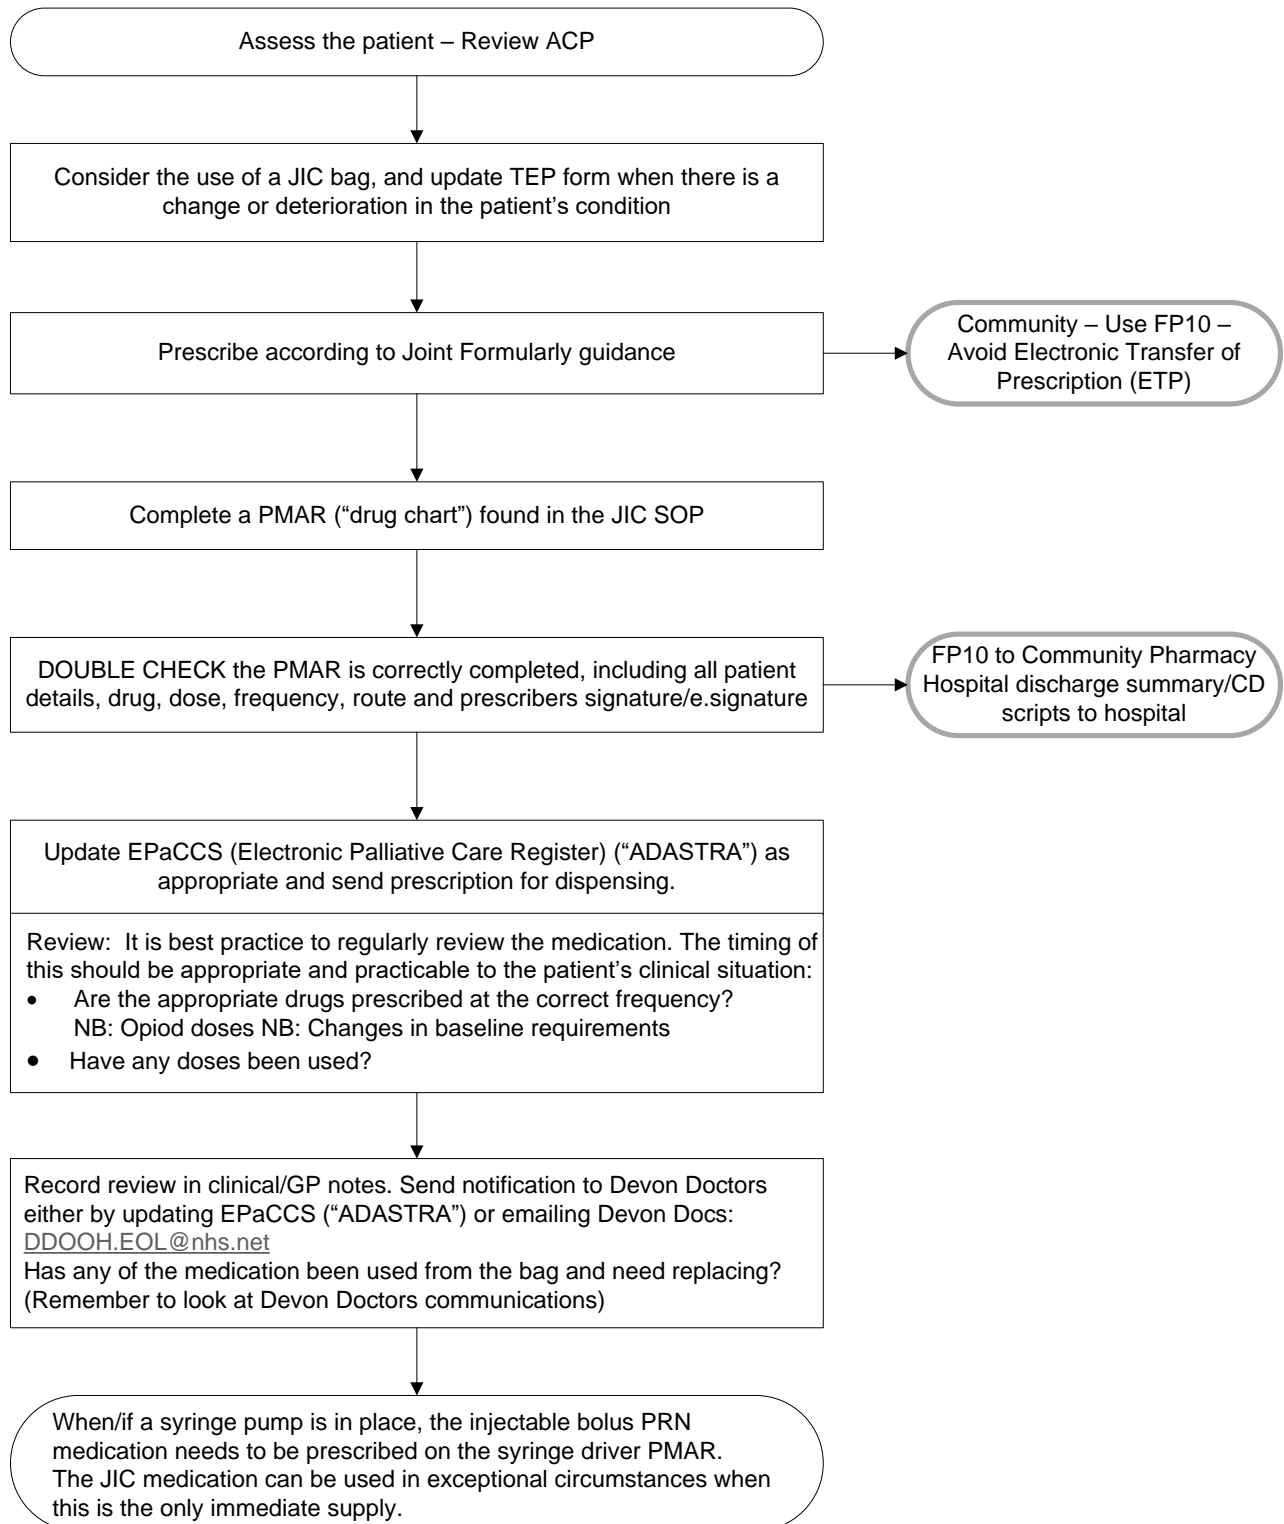 Assess the patient – Review ACP
Consider the use of a JIC bag, and update TEP form when there is a
change or deterioration in the patient's condition
Prescribe according to Joint Formularly guidance
Community – Use FP10 –
Avoid Electronic Transfer of
Prescription (ETP)
Complete a PMAR (“drug chart”) found in the JIC SOP
DOUBLE CHECK the PMAR is correctly completed, including all patient
details, drug, dose, frequency, route and prescribers signature/e.signature
FP10 to Community Pharmacy
Hospital discharge summary/CD
scripts to hospital
Update EPaCCS (Electronic Palliative Care Register) (“ADASTRA”) as
appropriate and send prescription for dispensing.
Review: It is best practice to regularly review the medication. The timing of
this should be appropriate and practicable to the patient's clinical situation:
• Are the appropriate drugs prescribed at the correct frequency?
NB: Opiod doses NB: Changes in baseline requirements
• Have any doses been used?
Record review in clinical/GP notes. Send notification to Devon Doctors
either by updating EPaCCS (“ADASTRA”) or emailing Devon Docs:
DDOOH.EOL@nhs.net
Has any of the medication been used from the bag and need replacing?
(Remember to look at Devon Doctors communications)
When/if a syringe pump is in place, the injectable bolus PRN
medication needs to be prescribed on the syringe driver PMAR.
The JIC medication can be used in exceptional circumstances when
this is the only immediate supply.